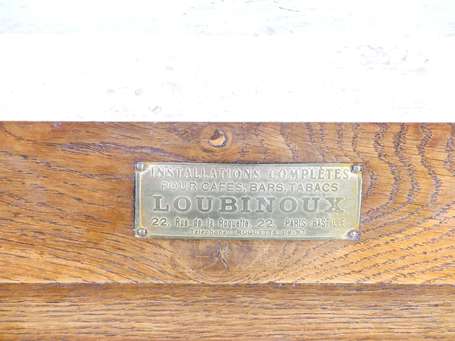 INSTALLATIONS COMPLÈTES
POUR CAFÉS, BARS, TABACS
LOUBINOUX
22, Rue de la Roquette, 22. PARIS